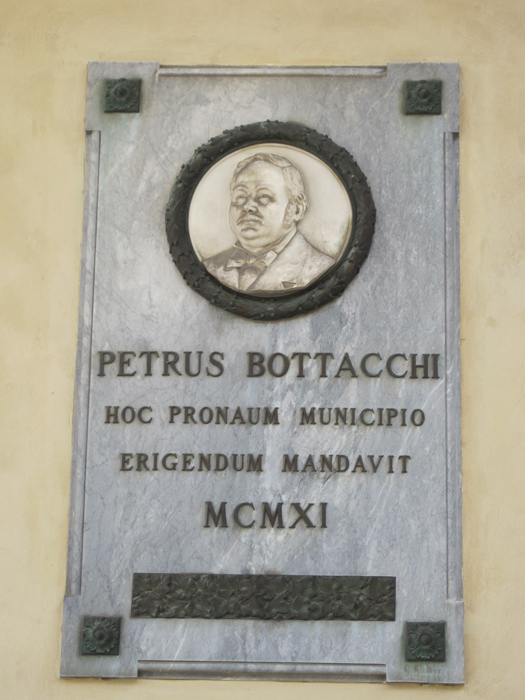 PETRUS BOTTACCHI
HOC PRONAUM MUNICIPIO
ERIGENDUM MANDAVIT
MCMXI